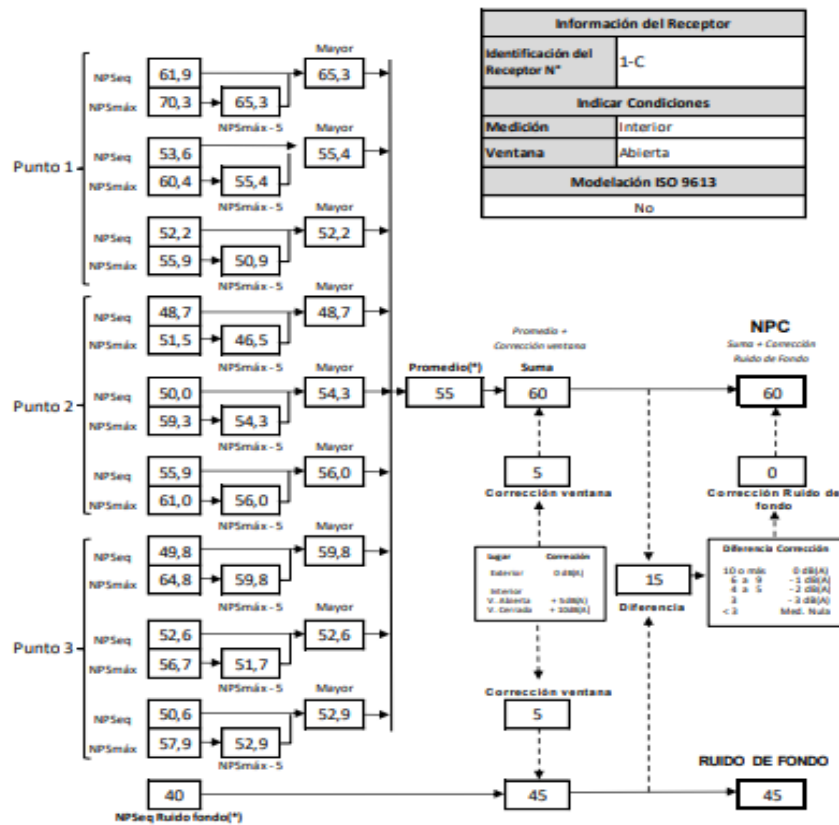 Información del Receptor
Identificación del Receptor N° 1-C
Indicar Condiciones
Medición Interior
Ventana Abierta
Modelación ISO 9613
No
Punto 1
Mayor
NPSeq 61,9 65,3
NPSmáx 70,3 65,3
NPSmáx - 5
Mayor
NPSeq 53,6 55,4
NPSmáx 60,4 55,4
NPSmáx - 5
Mayor
NPSeq 52,2 52,2
NPSmáx 55,9 50,9
NPSmáx - 5
Punto 2
Mayor
NPSeq 48,7 48,7
NPSmáx 51,5 46,5
NPSmáx - 5
Mayor
NPSeq 50,0 54,3
NPSmáx 59,3 54,3
NPSmáx - 5
Mayor
NPSeq 55,9 56,0
NPSmáx 61,0 56,0
NPSmáx - 5
Punto 3
Mayor
NPSeq 49,8 59,8
NPSmáx 64,8 59,8
NPSmáx - 5
Mayor
NPSeq 52,6 52,6
NPSmáx 56,7 51,7
NPSmáx - 5
Mayor
NPSeq 50,6 52,9
NPSmáx 57,9 52,9
NPSmáx - 5
Promedio(*)
55
Promedio +
Corrección ventana
Suma
60
NPC
Suma + Corrección
Ruido de Fondo
60
5
Corrección ventana
0
Corrección Ruido de
fondo
Lugar Corrección
Exterior 0 dB(A)
Interior
V. Abierta + 5dB(A)
V. Cerrada + 10dB(A)
15
Diferencia
Diferencia Corrección
10 o más 0 dB(A)
6 a 9 - 1 dB(A)
4 a 5 - 2 dB(A)
3 - 3 dB(A)
< 3 Med. Nula
Corrección ventana
5
RUIDO DE FONDO
40 45 45
NPSeq Ruido fondo(*)